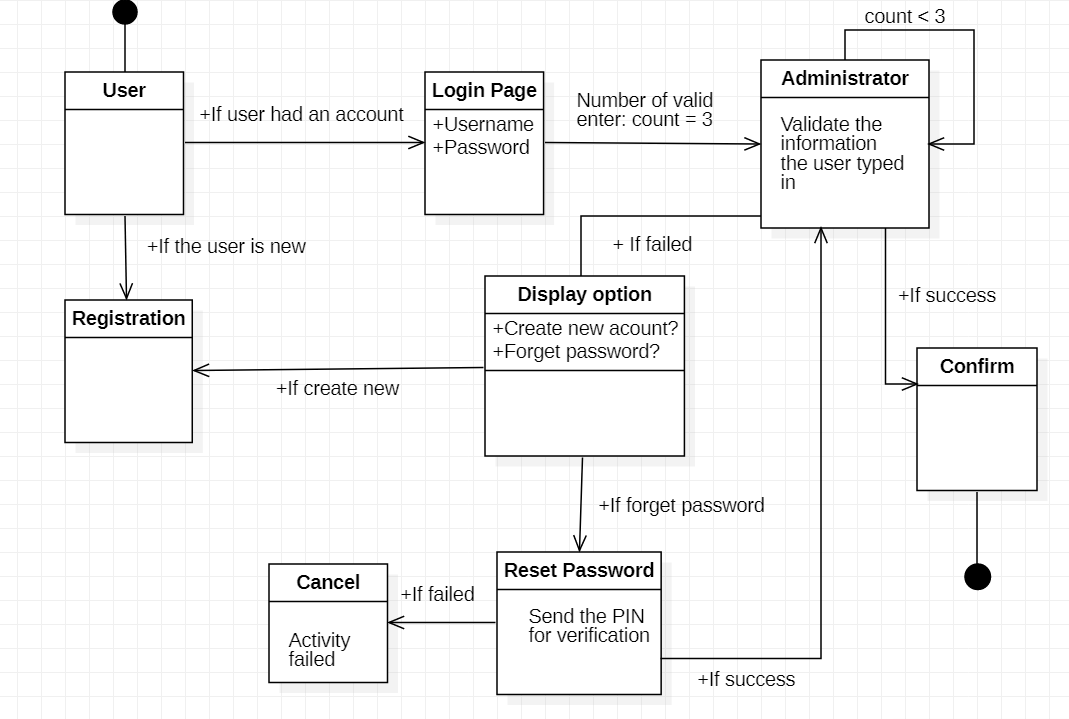 count < 3
User
+If user had an account
Login Page
+Username
+Password
Number of valid
enter: count = 3
Administrator
Validate the
information
the user typed
in
+If the user is new
+ If failed
+If success
Registration
Display option
+Create new acount?
+Forget password?
+If create new
Confirm
+If forget password
Cancel
Activity
failed
+If failed
Reset Password
Send the PIN
for verification
+If success